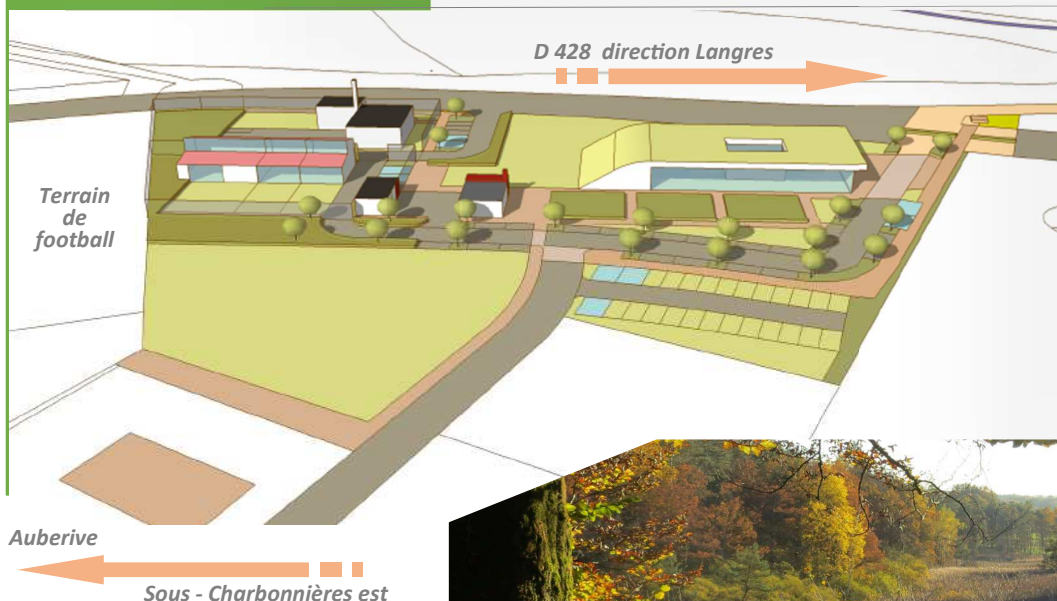 D 428 direction Langres
Terrain
de
football
Auberive
Sous - Charbonnières est